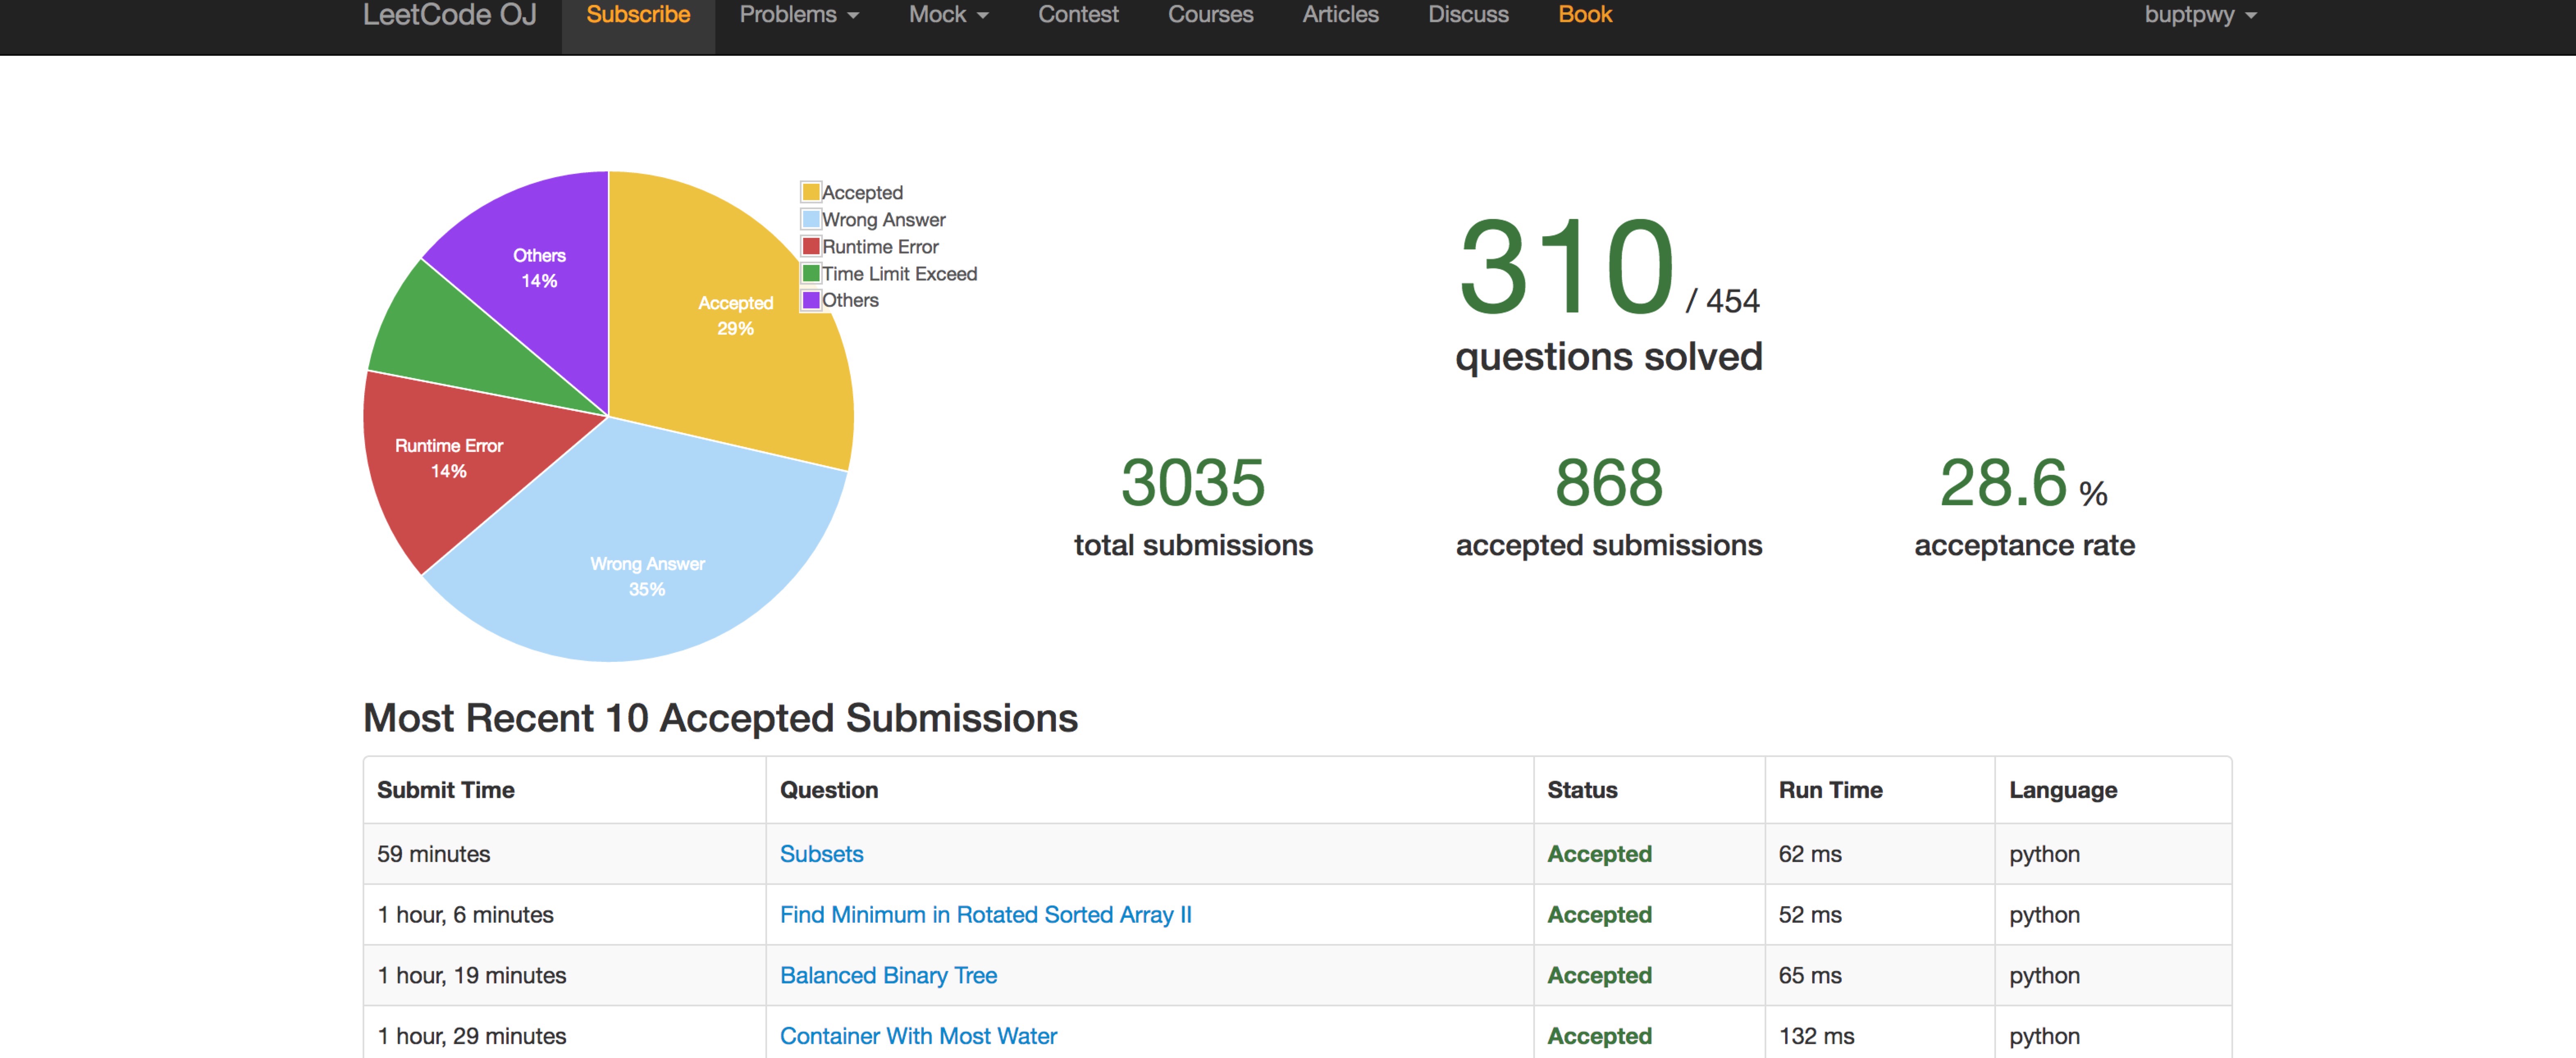 LeetCode OJ Subscribe Problems Mock Contest Courses Articles Discuss Book buptpwy
Accepted
Wrong Answer
Runtime Error
Time Limit Exceed
Others
Others
14%
Accepted
29%
Runtime Error
14%
Wrong Answer
35%
310 / 454
questions solved
3035 868 28.6 %
total submissions accepted submissions acceptance rate
Most Recent 10 Accepted Submissions
Submit Time Question Status Run Time Language
59 minutes Subsets Accepted 62 ms python
1 hour, 6 minutes Find Minimum in Rotated Sorted Array II Accepted 52 ms python
1 hour, 19 minutes Balanced Binary Tree Accepted 65 ms python
1 hour, 29 minutes Container With Most Water Accepted 132 ms python